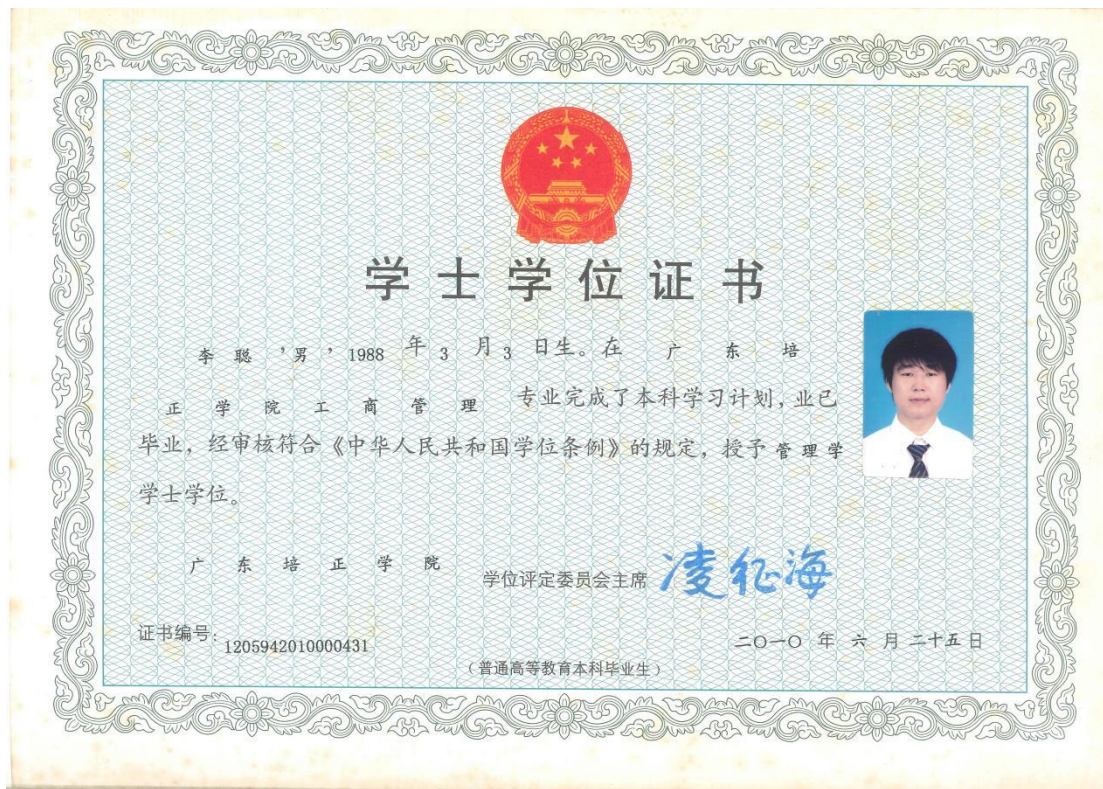 学士学位证书
李聪,男,1988年3月3日生。在广东培
正学院工商管理专业完成了本科学习计划,业已
毕业,经审核符合《中华人民共和国学位条例》的规定,授予管理学
学士学位。
广东培正学院
学位评定委员会主席 凌征海
证书编号:1205942010000431
二〇一〇年六月二十五日
(普通高等教育本科毕业生)